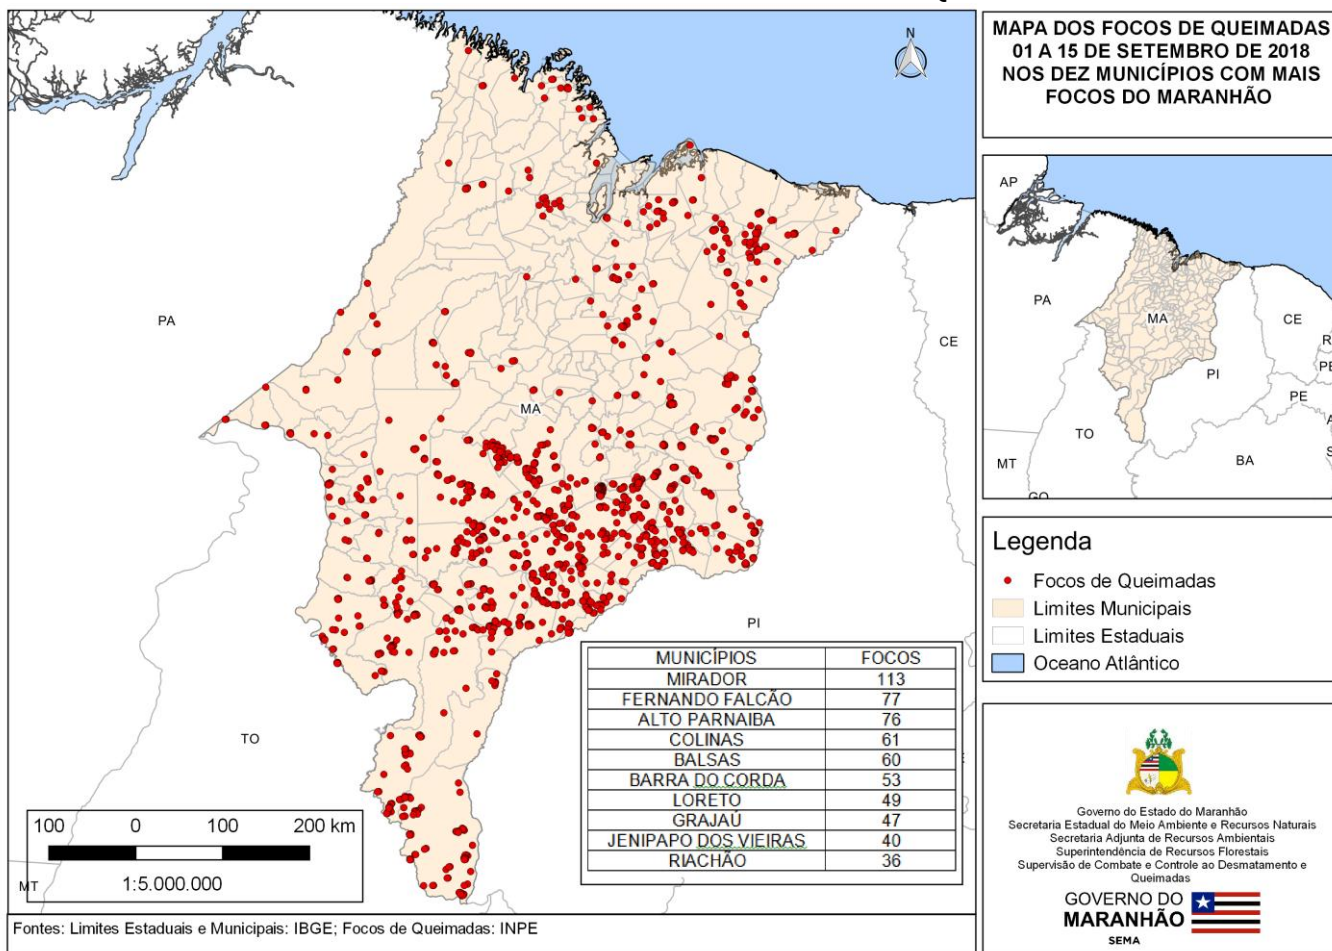 MAPA DOS FOCOS DE QUEIMADAS
01 A 15 DE SETEMBRO DE 2018
NOS DEZ MUNICÍPIOS COM MAIS
FOCOS DO MARANHÃO
N
PA
CE
MA
PI
TO
MT
AP
PA
MA
CE
PI
PE
TO
BA
MT
GO
Legenda
Focos de Queimadas
Limites Municipais
Limites Estaduais
Oceano Atlântico
MUNICÍPIOS FOCOS
MIRADOR 113
FERNANDO FALCÃO 77
ALTO PARNAIBA 76
COLINAS 61
BALSAS 60
BARRA DO CORDA 53
LORETO 49
GRAJAÚ 47
JENIPAPO DOS VIEIRAS 40
RIACHÃO 36
100 0 100 200 km
1:5.000.000
Governo do Estado do Maranhão
Secretaria Estadual do Meio Ambiente e Recursos Naturais
Secretaria Adjunta de Recursos Ambientais
Superintendência de Recursos Florestais
Supervisão de Combate e Controle ao Desmatamento e
Queimadas
GOVERNO DO
MARANHÃO
SEMA
Fontes: Limites Estaduais e Municipais: IBGE; Focos de Queimadas: INPE